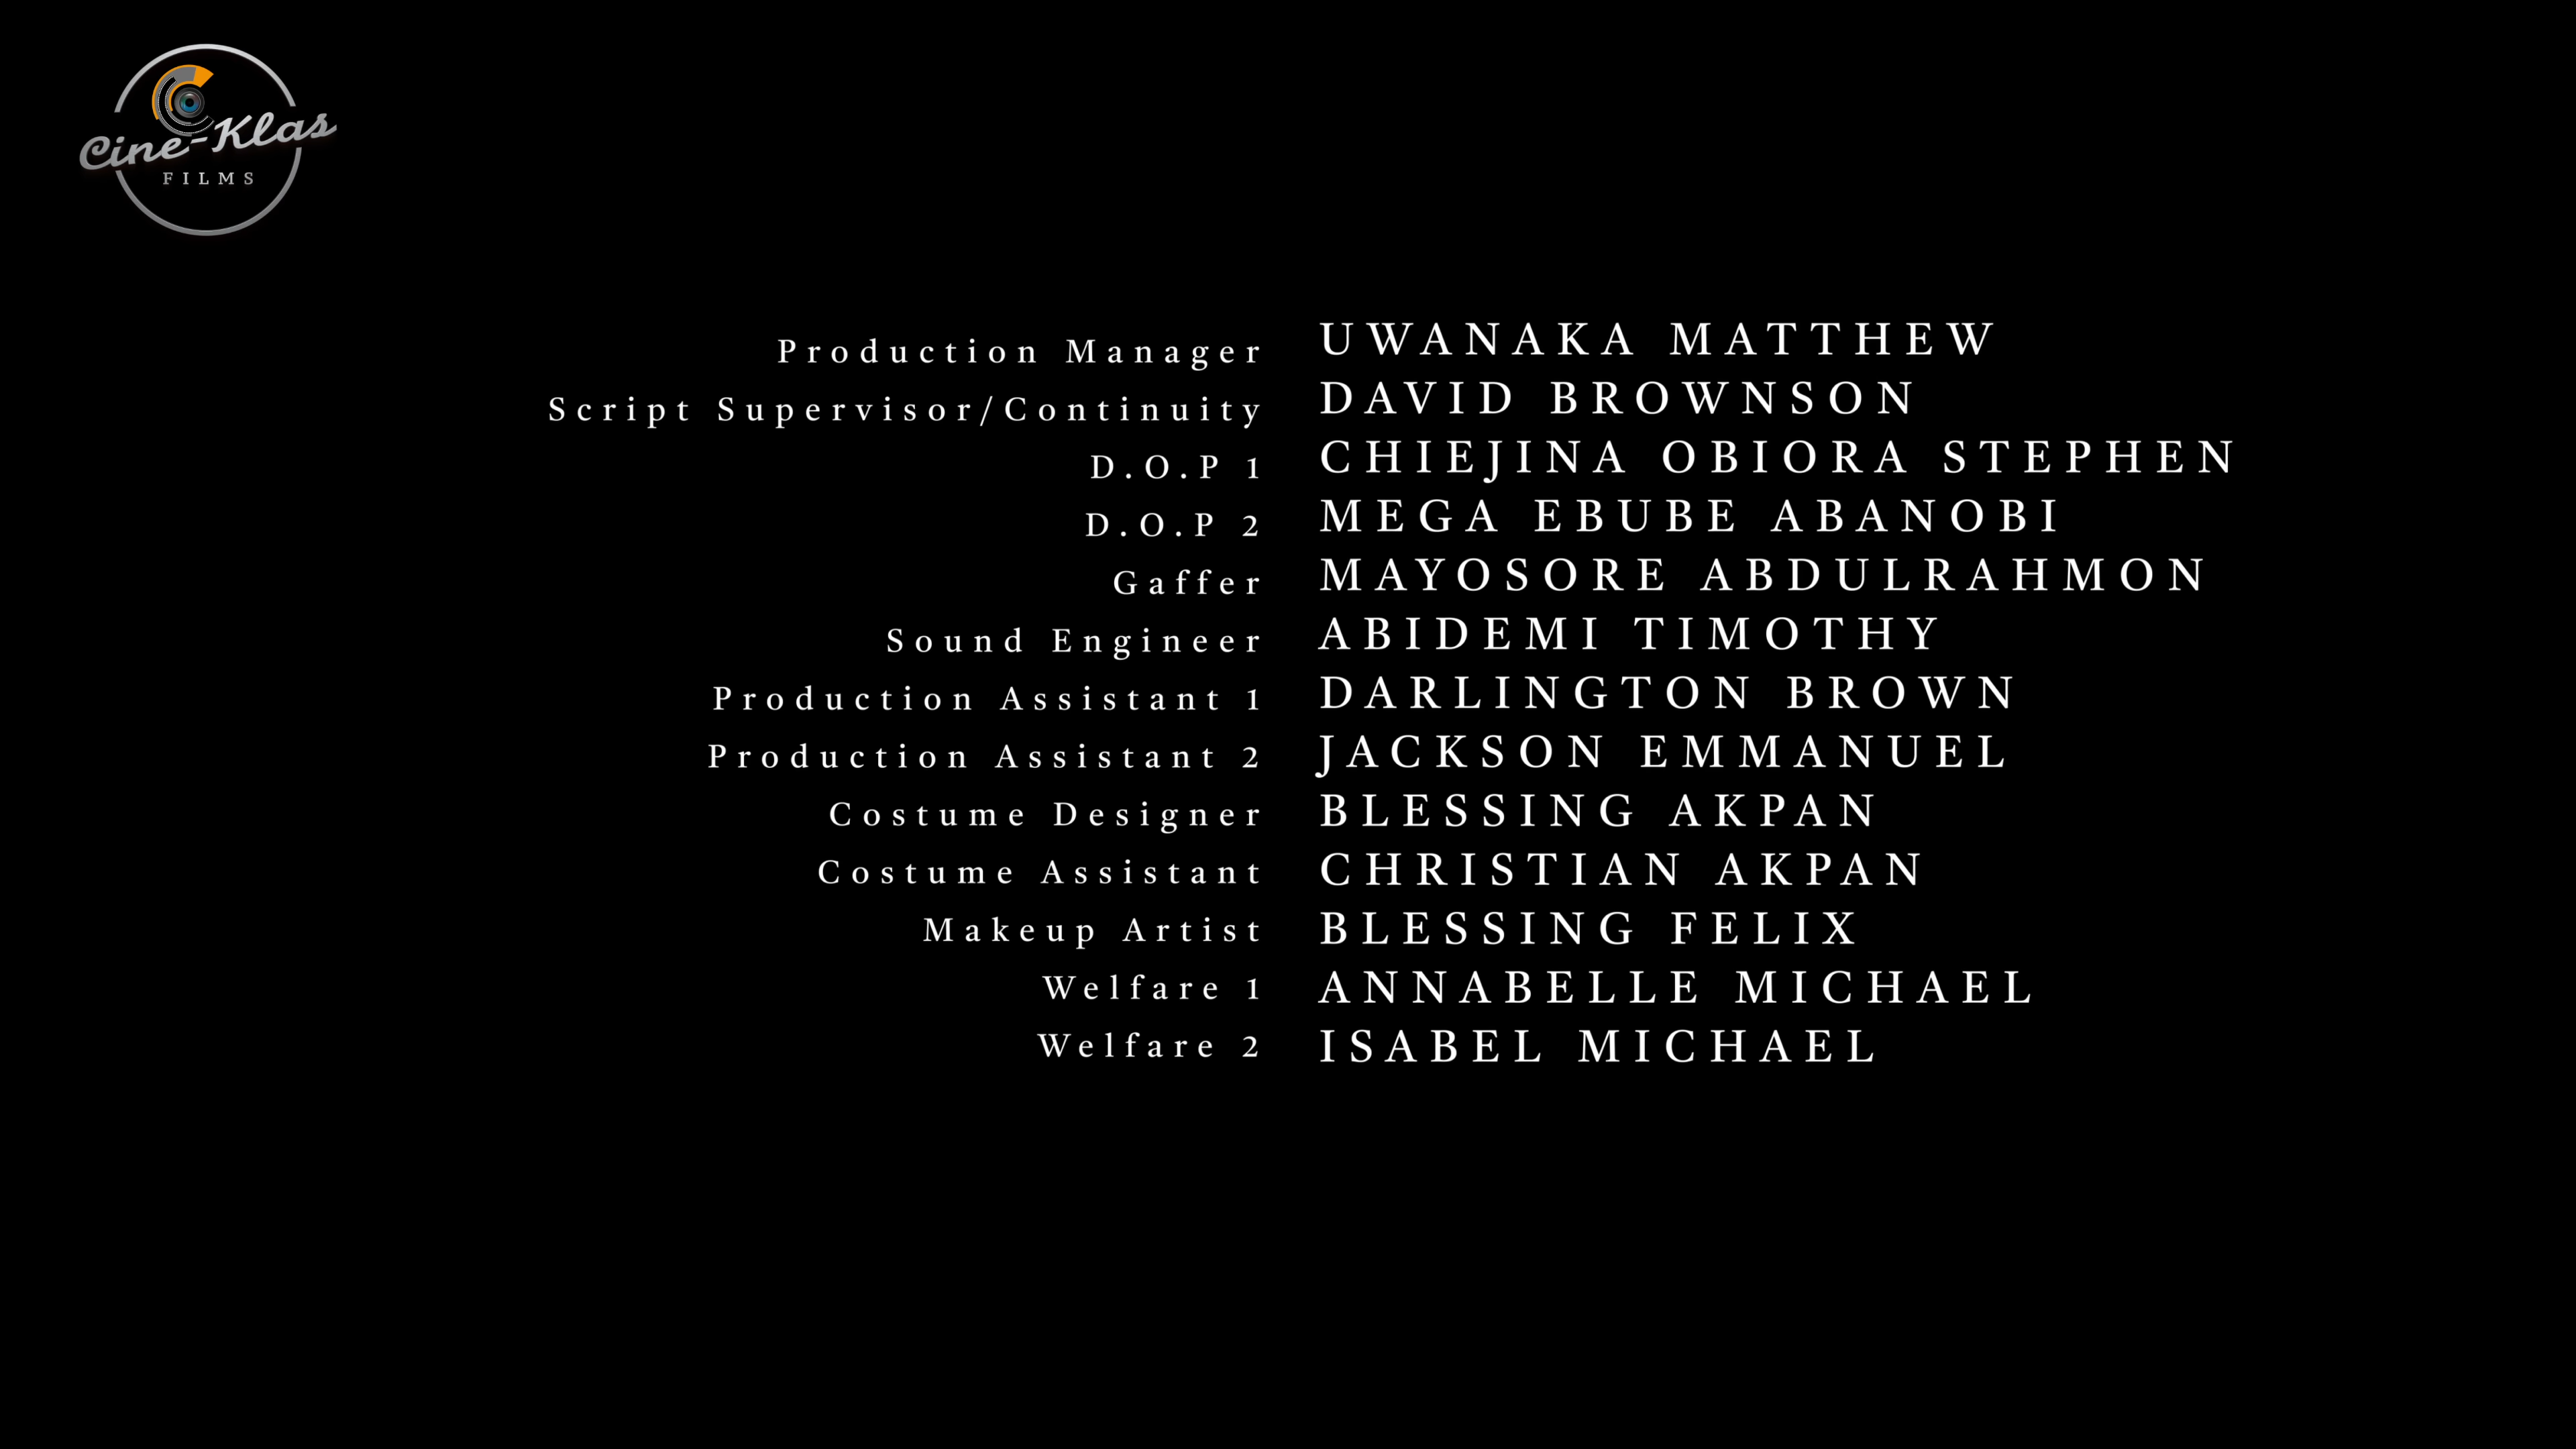 Cine-Klas
FILMS
Production Manager UWANAKA MATTHEW
Script Supervisor/Continuity DAVID BROWNSON
D.O.P 1 CHIEJINA OBIORA STEPHEN
D.O.P 2 MEGA EBUBE ABANOBI
Gaffer MAYOSORE ABDULRAHMON
Sound Engineer ABIDEMI TIMOTHY
Production Assistant 1 DARLINGTON BROWN
Production Assistant 2 JACKSON EMMANUEL
Costume Designer BLESSING AKPAN
Costume Assistant CHRISTIAN AKPAN
Makeup Artist BLESSING FELIX
Welfare 1 ANNABELLE MICHAEL
Welfare 2 ISABEL MICHAEL